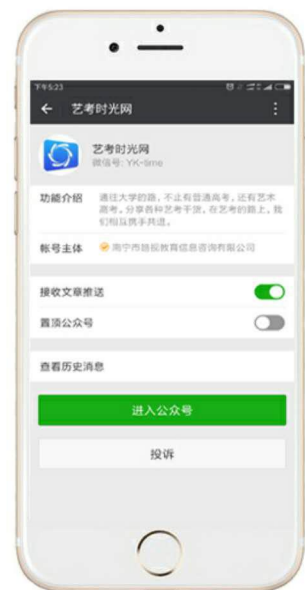 下午5:23
艺考时光网
艺考时光网
微信号: YK-time
功能介绍
通往大学的路，不止有普通高考，还有艺术
高考。分享各种艺考干货，在艺考的路上，我
们相互携手共进。
帐号主体
南宁市路视教育信息咨询有限公司
接收文章推送
置顶公众号
查看历史消息
进入公众号
投诉